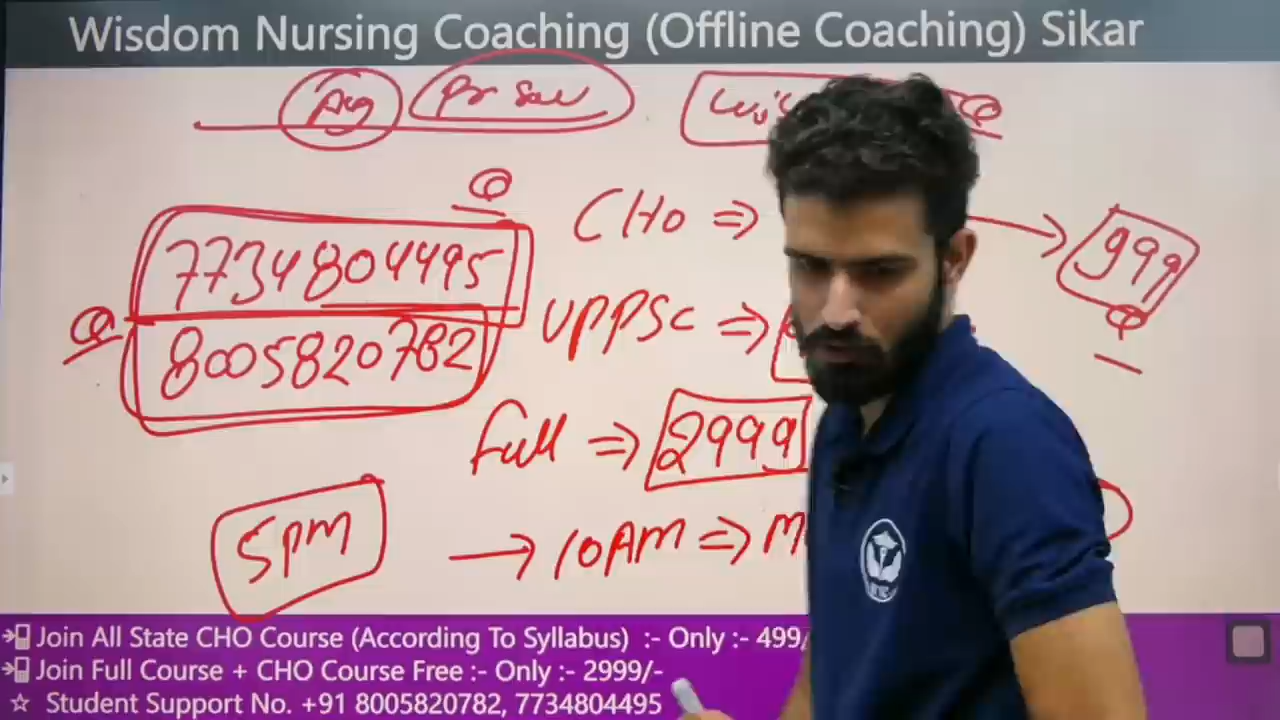 Wisdom Nursing Coaching (Offline Coaching) Sikar
7734804495
8005820782
CHO ⇒
→ 999
UPPSC ⇒
Full ⇒ 2999
5PM
→ 10AM ⇒ M
Join All State CHO Course (According To Syllabus) :- Only :- 499/
Join Full Course + CHO Course Free :- Only :- 2999/-
☆ Student Support No. +91 8005820782, 7734804495